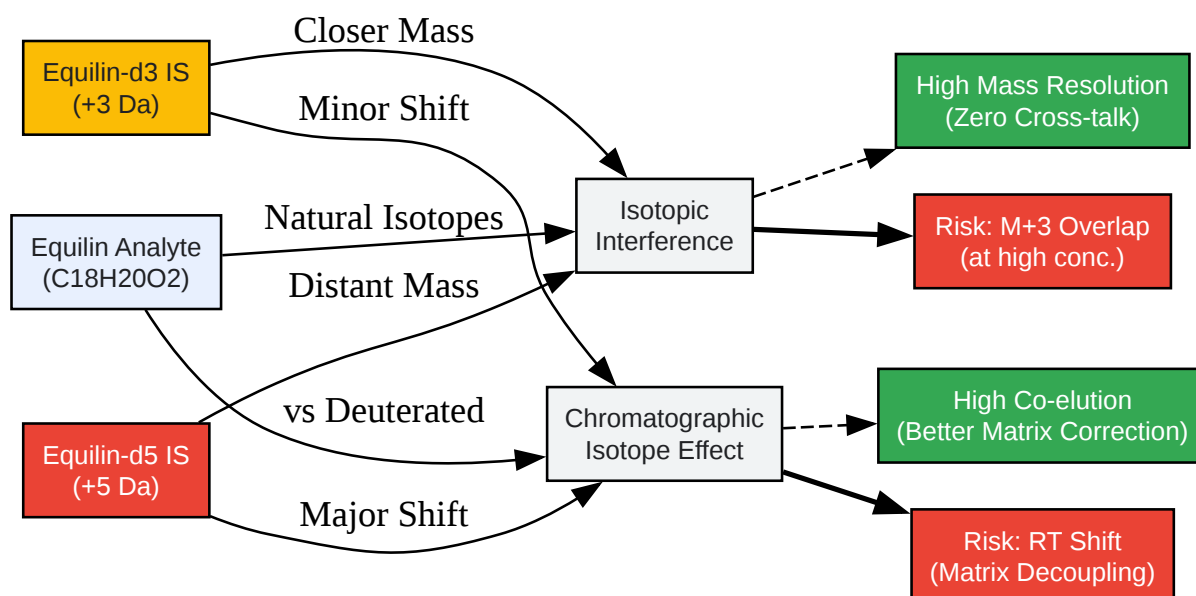 Closer Mass
Equilin-d3 IS
(+3 Da)
High Mass Resolution
(Zero Cross-talk)
Minor Shift
Natural Isotopes
Isotopic
Interference
Equilin Analyte
(C18H20O2)
Risk: M+3 Overlap
(at high conc.)
Distant Mass
vs Deuterated
Chromatographic
Isotope Effect
High Co-elution
(Better Matrix Correction)
Equilin-d5 IS
(+5 Da)
Major Shift
Risk: RT Shift
(Matrix Decoupling)